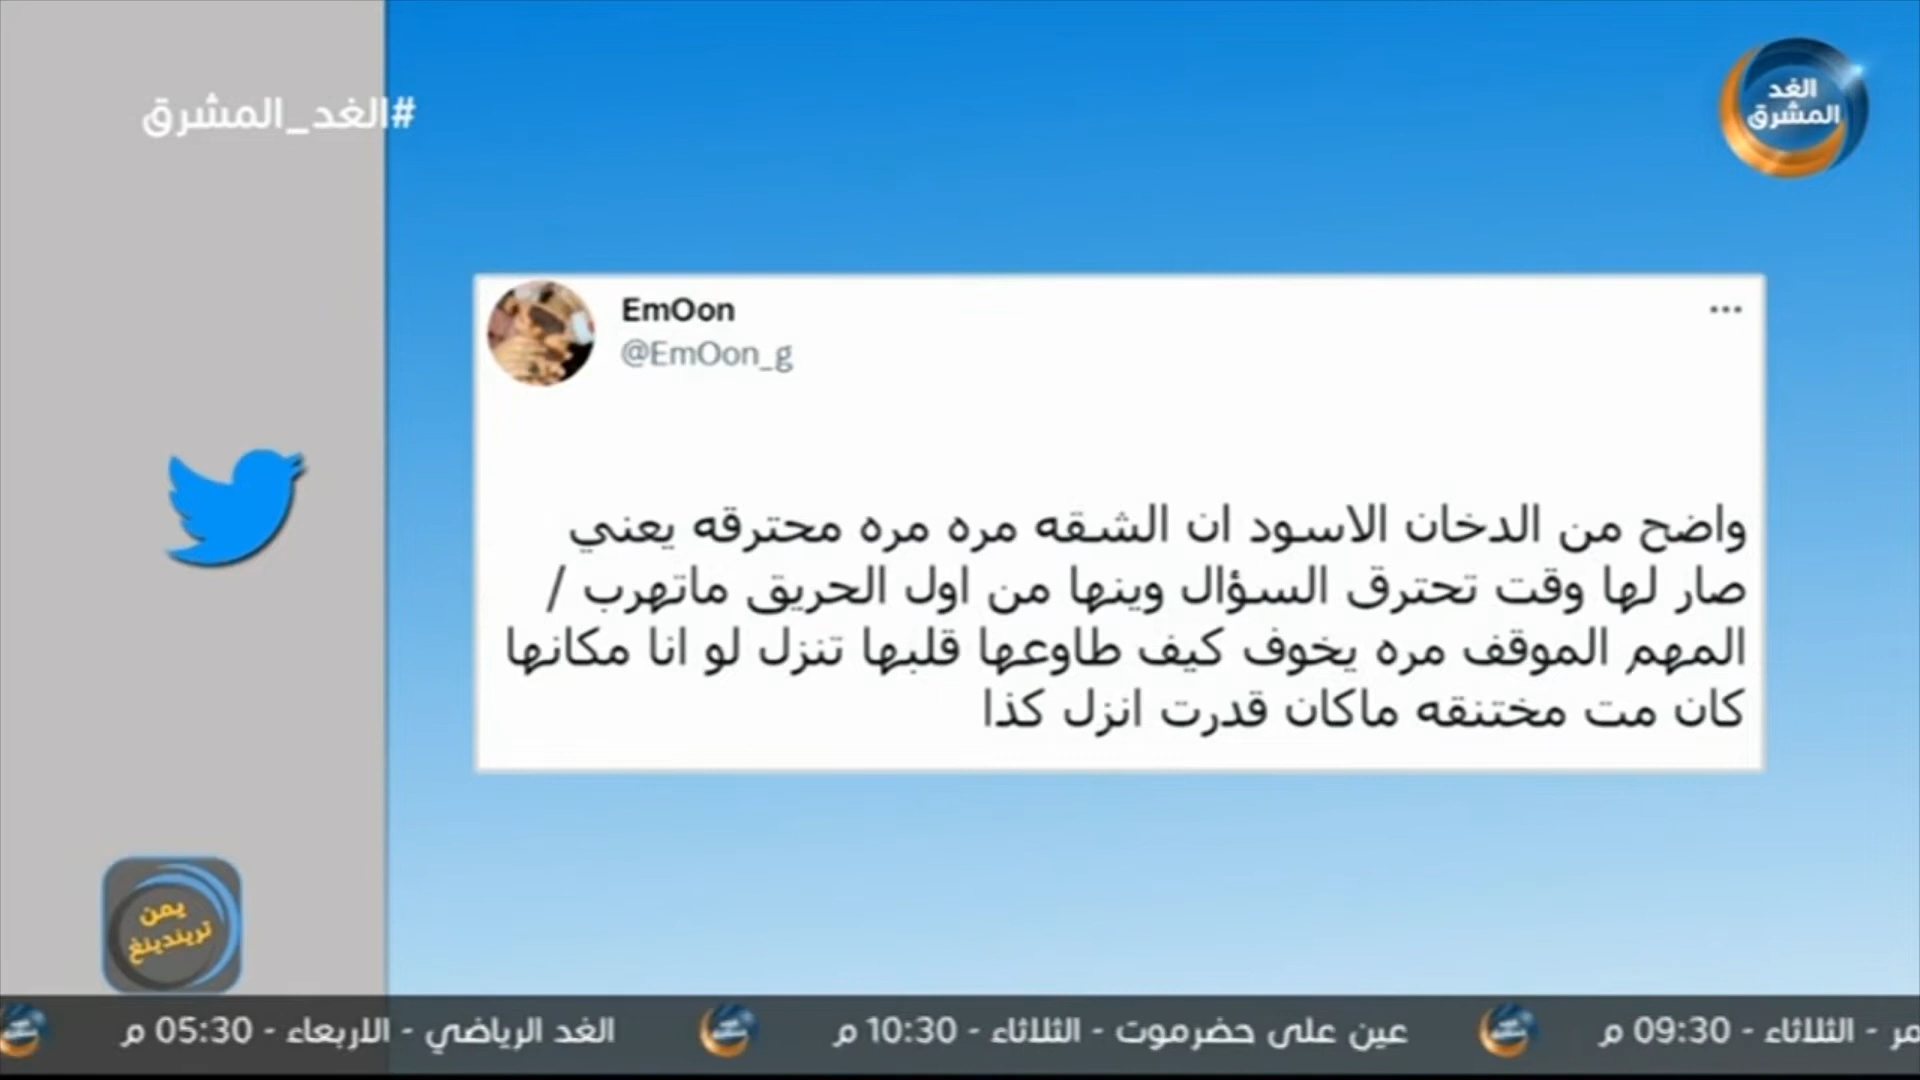 #الغد_المشرق
الغد
المشرق
EmOon
@EmOon_g
واضح من الدخان الاسود ان الشقه مره مره محترقه يعني
صار لها وقت تحترق السؤال وينها من اول الحريق ماتهرب /
المهم الموقف مره يخوف كيف طاوعها قلبها تنزل لو انا مكانها
كان مت مختنقه ماكان قدرت انزل كذا
يمن
تريندينغ
مر - الثلاثاء - 09:30 م
عين على حضرموت - الثلاثاء - 10:30 م
الغد الرياضي - الاربعاء - 05:30 م